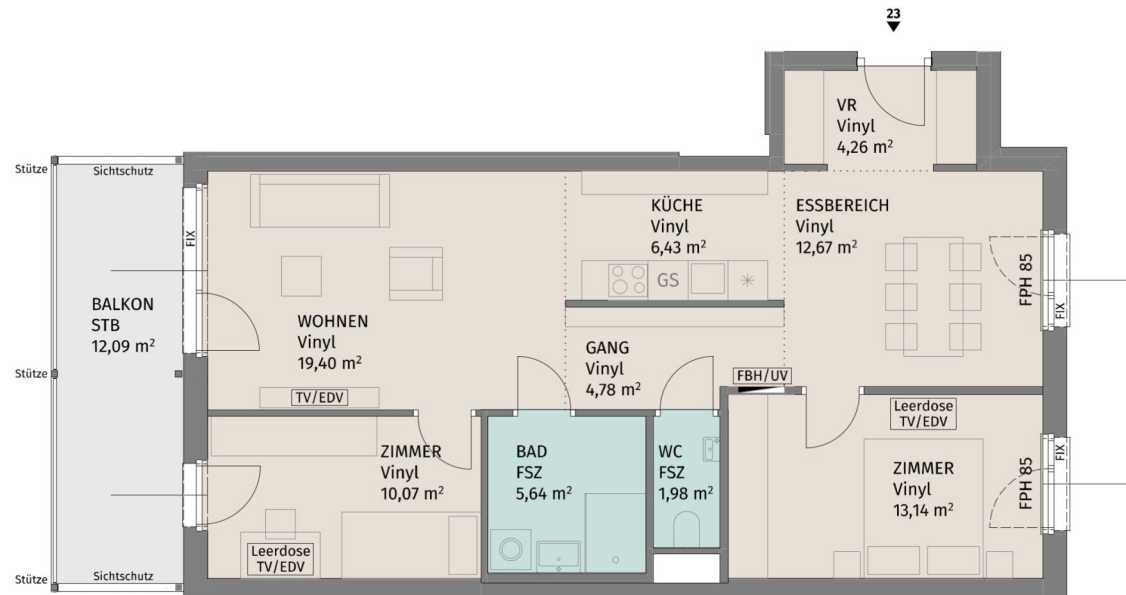 23
VR
Vinyl
4,26 m²
Stütze
Sichtschutz
FIX
KÜCHE
Vinyl
6,43 m²
ESSBEREICH
Vinyl
12,67 m²
GS
FPH 85
FIX
BALKON
STB
12,09 m²
WOHNEN
Vinyl
19,40 m²
GANG
Vinyl
4,78 m²
Stütze
FBH/UV
TV/EDV
Leerdose
TV/EDV
ZIMMER
Vinyl
10,07 m²
BAD
FSZ
5,64 m²
WC
FSZ
1,98 m²
ZIMMER
Vinyl
13,14 m²
FPH 85
FIX
Leerdose
TV/EDV
Stütze
Sichtschutz